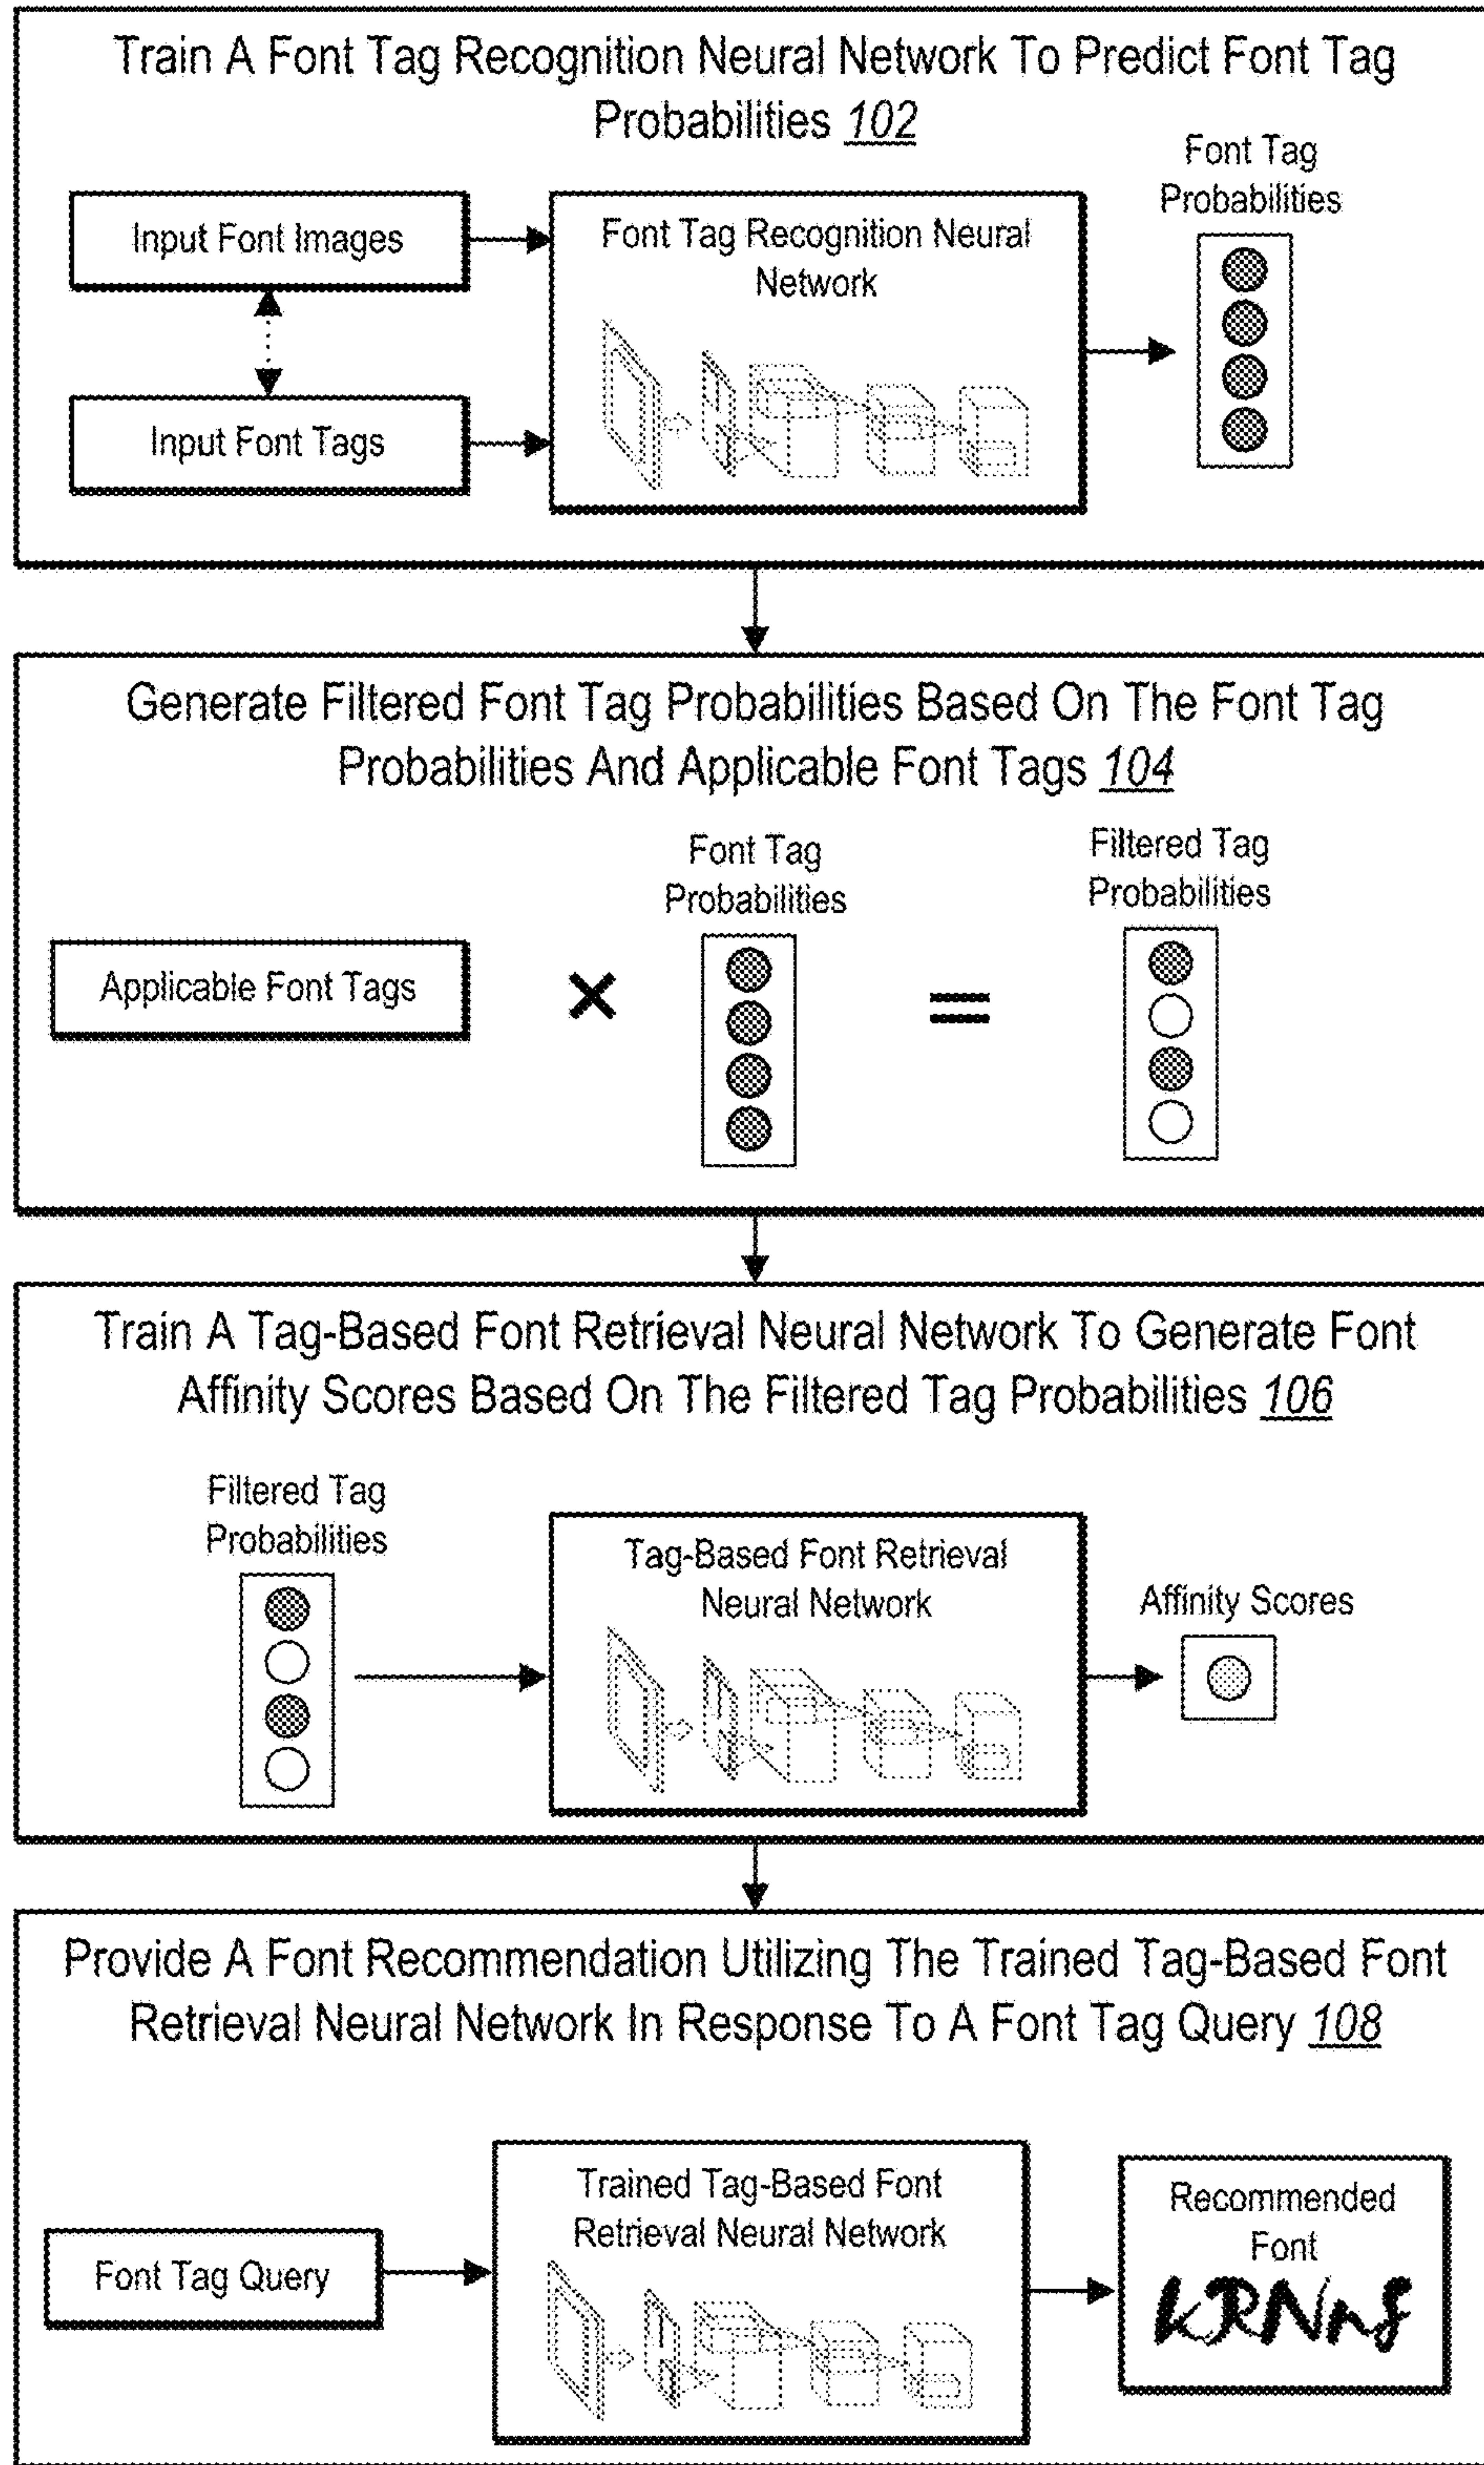 Train A Font Tag Recognition Neural Network To Predict Font Tag
Probabilities 102
Font Tag
Probabilities
Input Font Images
Font Tag Recognition Neural
Network
Input Font Tags
Generate Filtered Font Tag Probabilities Based On The Font Tag
Probabilities And Applicable Font Tags 104
Font Tag
Probabilities
Filtered Tag
Probabilities
Applicable Font Tags
×
=
Train A Tag-Based Font Retrieval Neural Network To Generate Font
Affinity Scores Based On The Filtered Tag Probabilities 106
Filtered Tag
Probabilities
Tag-Based Font Retrieval
Neural Network
Affinity Scores
Provide A Font Recommendation Utilizing The Trained Tag-Based Font
Retrieval Neural Network In Response To A Font Tag Query 108
Font Tag Query
Trained Tag-Based Font
Retrieval Neural Network
Recommended
Font